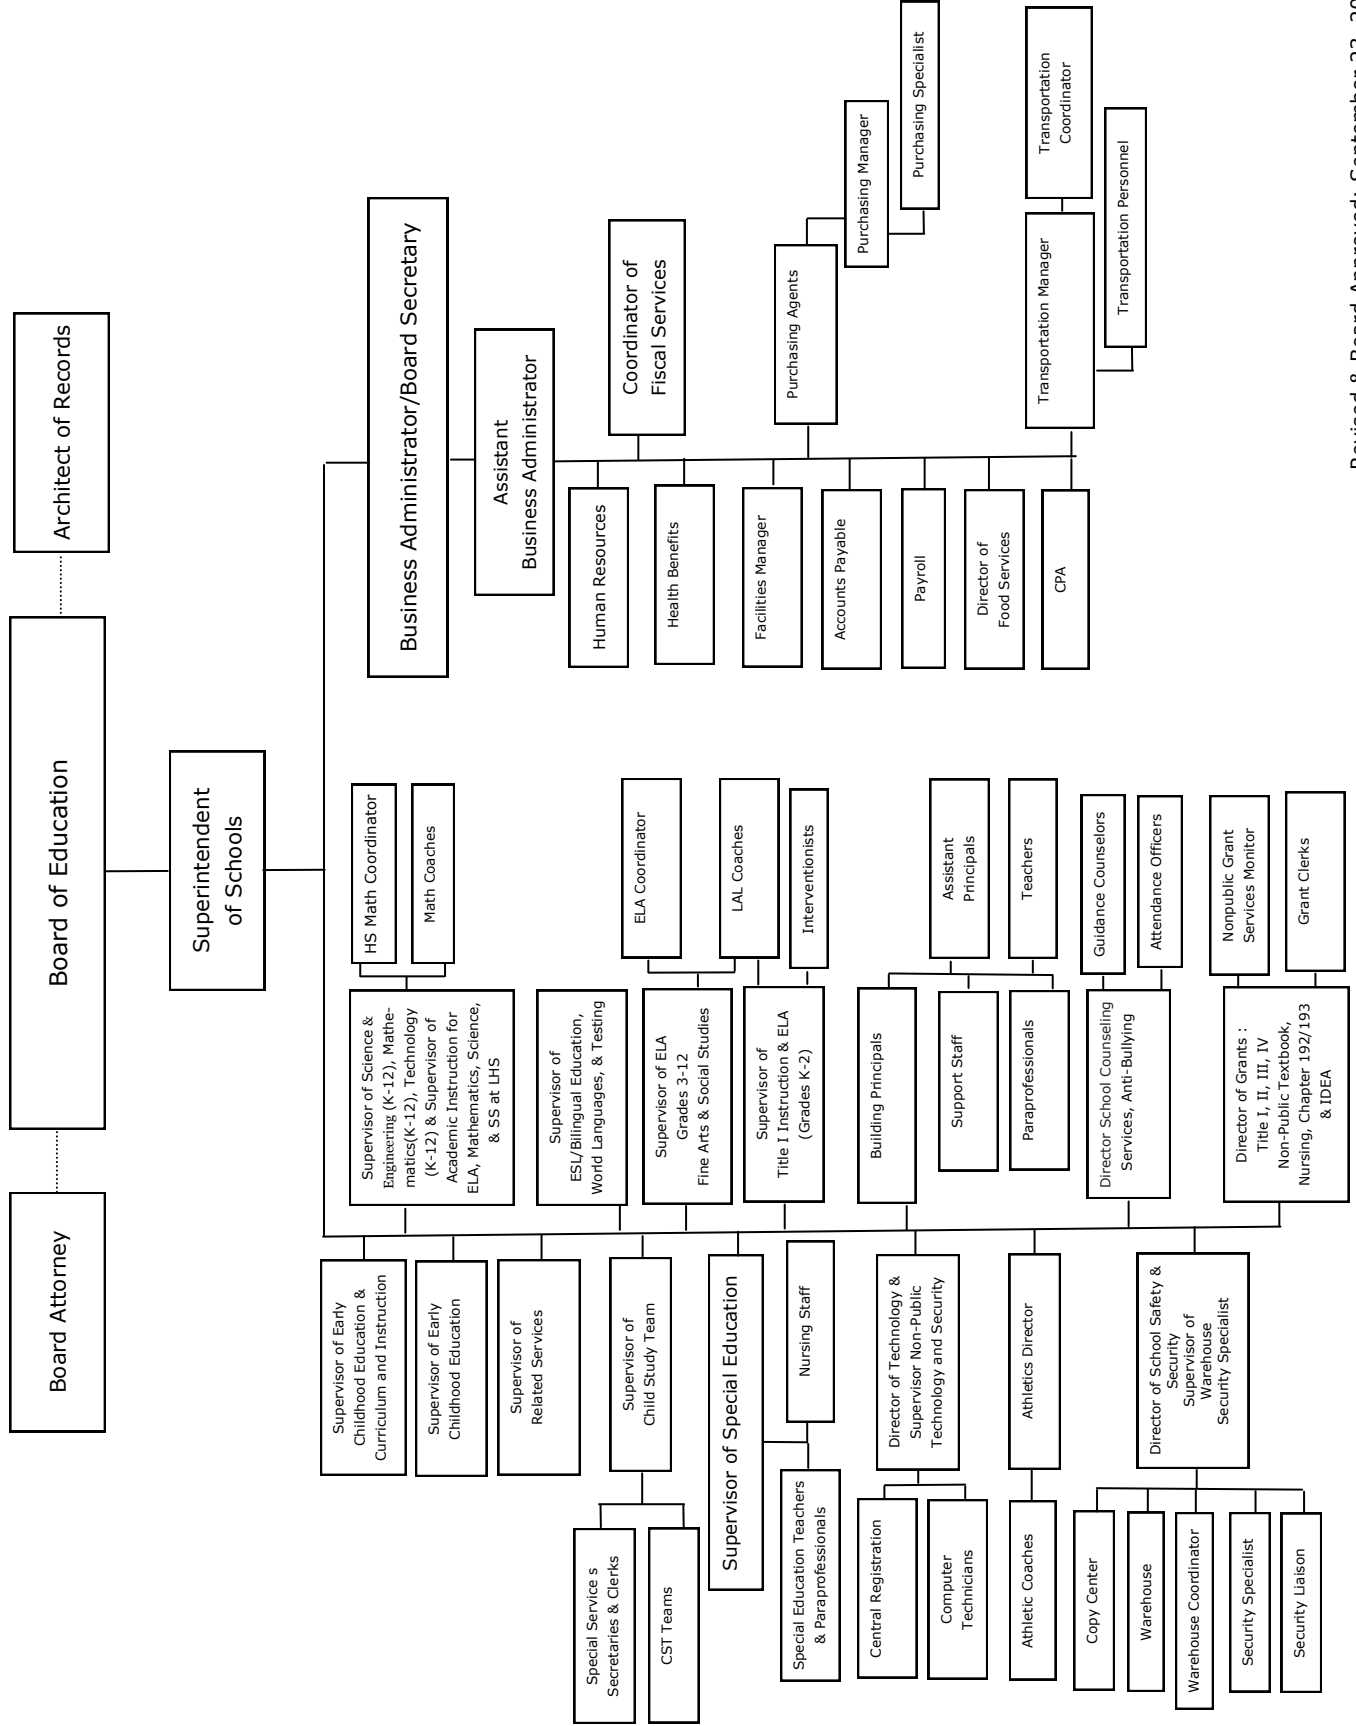 Board Attorney
Board of Education
Architect of Records
Superintendent
of Schools
Business Administrator/Board Secretary
Assistant
Business Administrator
Coordinator of
Fiscal Services
Human Resources
Health Benefits
Facilities Manager
Accounts Payable
Payroll
Director of
Food Services
CPA
Purchasing Agents
Purchasing Manager
Purchasing Specialist
Transportation Manager
Transportation
Coordinator
Transportation Personnel
HS Math Coordinator
Math Coaches
Supervisor of Science &
Engineering (K-12), Mathe-
matics(K-12), Technology
(K-12) & Supervisor of
Academic Instruction for
ELA, Mathematics, Science,
& SS at LHS
Supervisor of
ESL/Bilingual Education,
World Languages, & Testing
ELA Coordinator
LAL Coaches
Supervisor of ELA
Grades 3-12
Fine Arts & Social Studies
Interventionists
Supervisor of
Title I Instruction & ELA
(Grades K-2)
Building Principals
Assistant
Principals
Teachers
Support Staff
Paraprofessionals
Guidance Counselors
Attendance Officers
Director School Counseling
Services, Anti-Bullying
Nonpublic Grant
Services Monitor
Grant Clerks
Director of Grants :
Title I, II, III, IV
Non-Public Textbook,
Nursing, Chapter 192/193
& IDEA
Supervisor of Early
Childhood Education &
Curriculum and Instruction
Supervisor of Early
Childhood Education
Supervisor of
Related Services
Supervisor of
Child Study Team
Special Service s
Secretaries & Clerks
CST Teams
Supervisor of Special Education
Nursing Staff
Special Education Teachers
& Paraprofessionals
Director of Technology &
Supervisor Non-Public
Technology and Security
Central Registration
Computer
Technicians
Athletics Director
Athletic Coaches
Director of School Safety &
Security
Supervisor of
Warehouse
Security Specialist
Copy Center
Warehouse
Warehouse Coordinator
Security Specialist
Security Liaison
Revised & Board Approved: September 23, 20